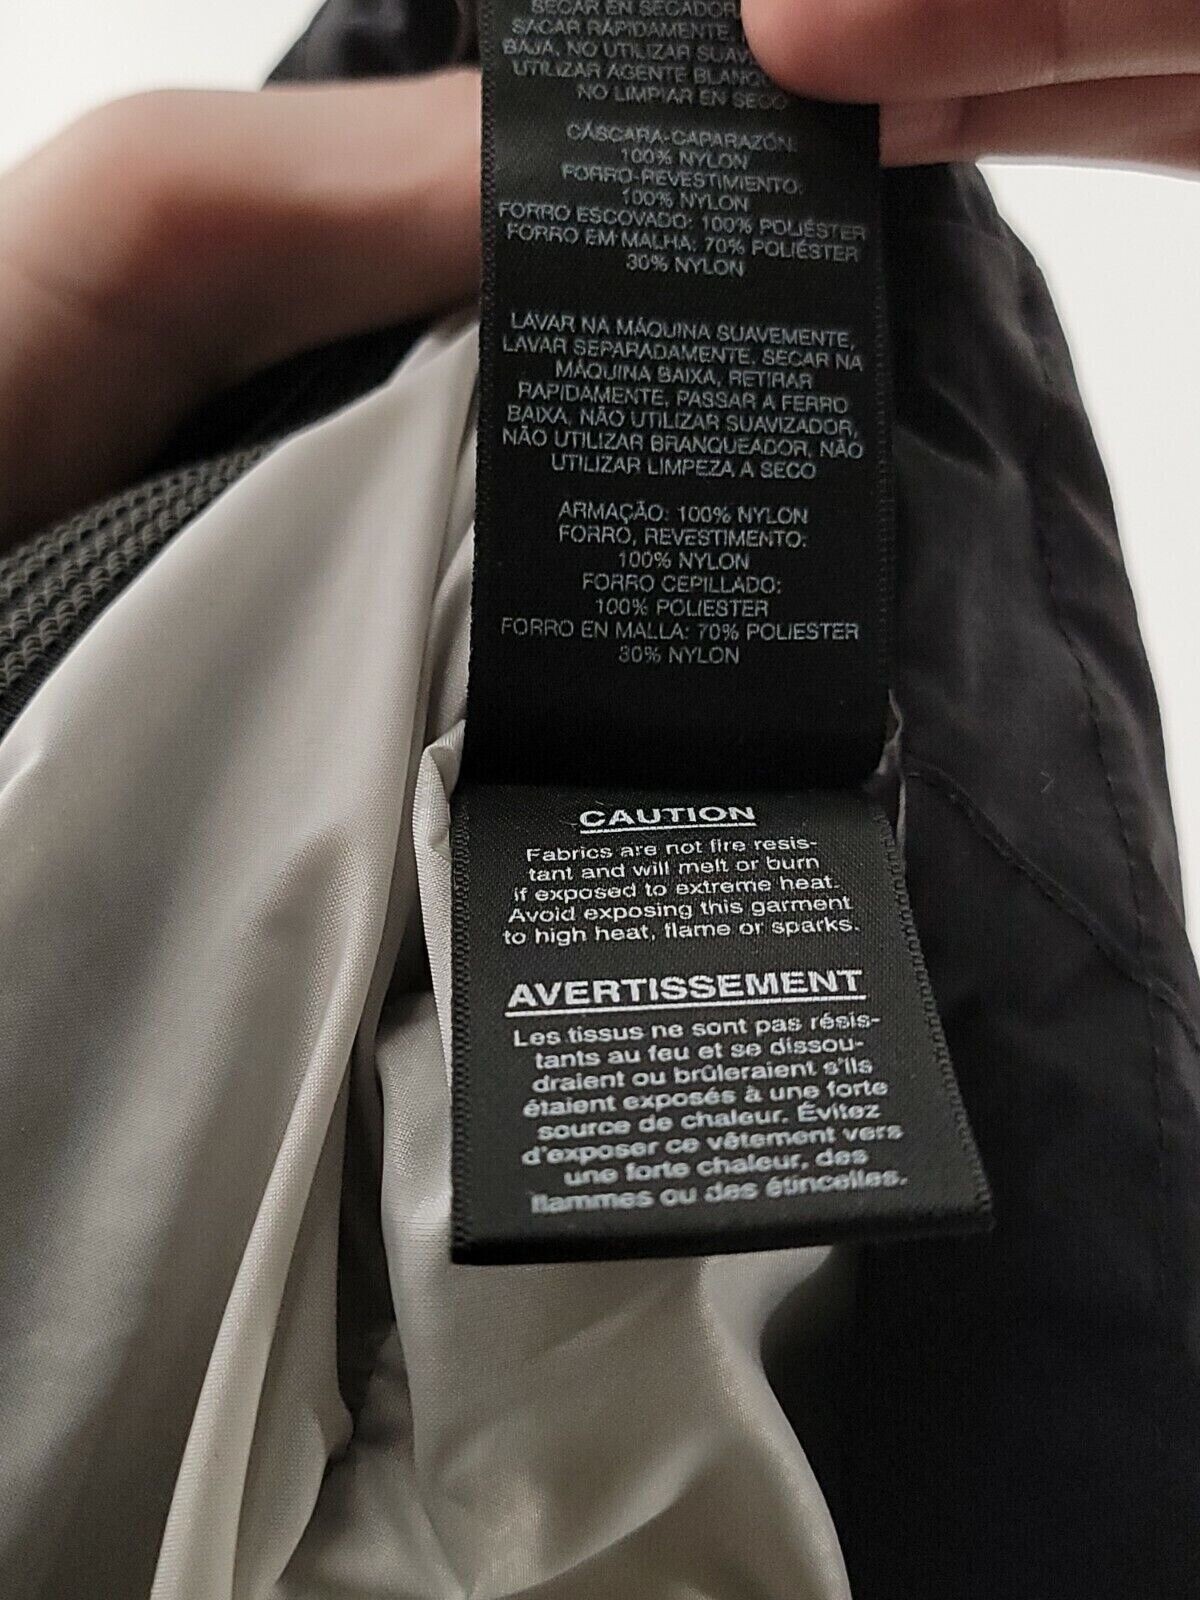 SECAR EN SECADOR
SACAR RÁPIDAMENTE,
BAJA, NO UTILIZAR
UTILIZAR AGENTE
NO LIMPIAR EN SECO
CÁSCARA-CAPARAZÓN:
100% NYLON
FORRO-REVESTIMIENTO:
100% NYLON
FORRO ESCOVADO: 100% POLIÉSTER
FORRO EM MALHA: 70% POLIÉSTER
30% NYLON
LAVAR NA MÁQUINA SUAVEMENTE,
LAVAR SEPARADAMENTE, SECAR NA
MÁQUINA BAIXA, RETIRAR
RAPIDAMENTE, PASSAR A FERRO
BAIXA, NÃO UTILIZAR SUAVIZADOR,
NÃO UTILIZAR BRANQUEADOR, NÃO
UTILIZAR LIMPEZA A SECO
ARMAÇÃO: 100% NYLON
FORRO, REVESTIMENTO:
100% NYLON
FORRO CEPILLADO:
100% POLIESTER
FORRO EN MALLA: 70% POLIESTER
30% NYLON
CAUTION
Fabrics are not fire resis-
tant and will melt or burn
if exposed to extreme heat.
Avoid exposing this garment
to high heat, flame or sparks.
AVERTISSEMENT
Les tissus ne sont pas résis-
tants au feu et se dissou-
draient ou brûleraient s'ils
étaient exposés à une forte
source de chaleur. Évitez
d'exposer ce vêtement vers
une forte chaleur, des
flammes ou des étincelles.